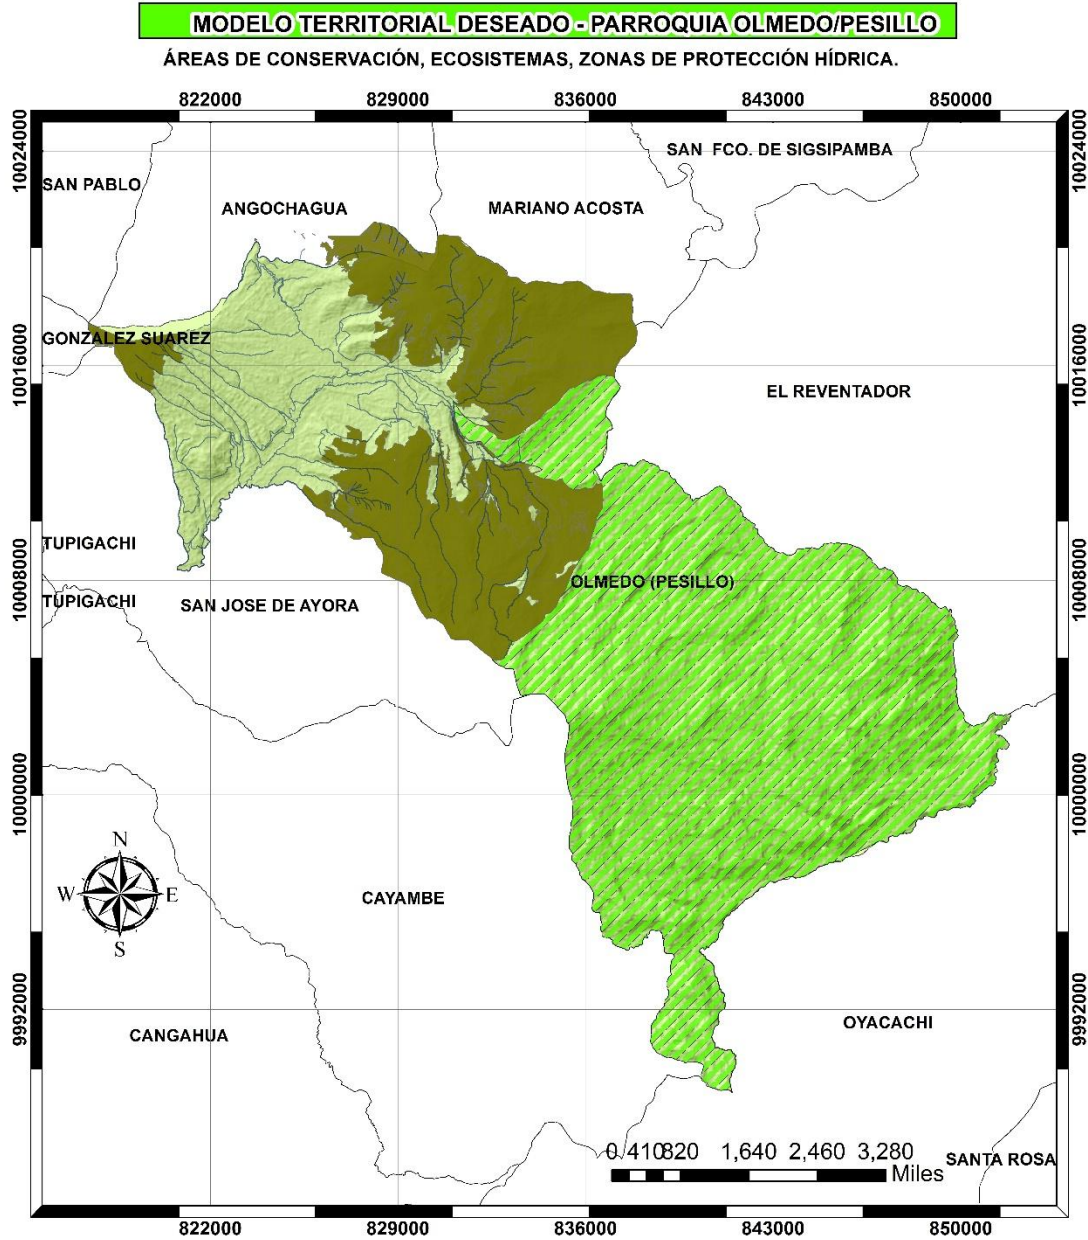 MODELO TERRITORIAL DESEADO - PARROQUIA OLMEDO/PESILLO
ÁREAS DE CONSERVACIÓN, ECOSISTEMAS, ZONAS DE PROTECCIÓN HÍDRICA.
822000 829000 836000 843000 850000
10024000 10024000
SAN FCO. DE SIGSIPAMBA
SAN PABLO
ANGOCHAGUA
MARIANO ACOSTA
GONZÁLEZ SUÁREZ
10016000 10016000
EL REVENTADOR
TUPIGACHI
OLMEDO (PESILLO)
10008000 10008000
TUPIGACHI
SAN JOSE DE AYORA
10000000 10000000
N
W E
S
CAYAMBE
9992000 9992000
OYACACHI
CANGAHUA
0 410 820 1,640 2,460 3,280
Miles
SANTA ROSA
822000 829000 836000 843000 850000